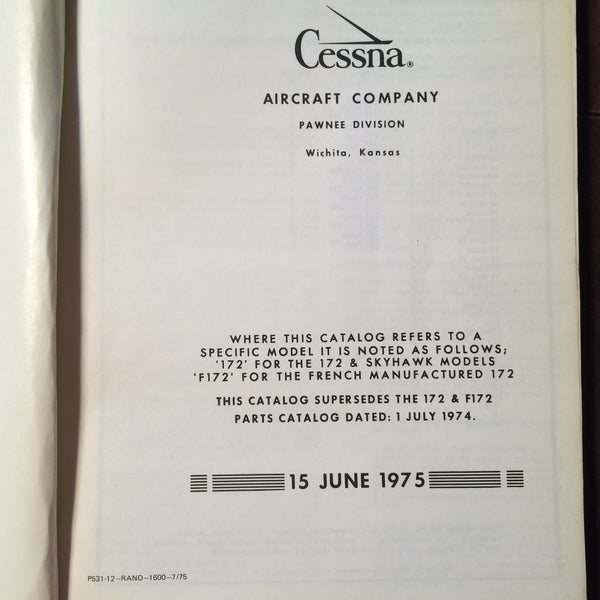 Cessna®
AIRCRAFT COMPANY
PAWNEE DIVISION
Wichita, Kansas
WHERE THIS CATALOG REFERS TO A
SPECIFIC MODEL IT IS NOTED AS FOLLOWS;
'172' FOR THE 172 & SKYHAWK MODELS
'F172' FOR THE FRENCH MANUFACTURED 172
THIS CATALOG SUPERSEDES THE 172 & F172
PARTS CATALOG DATED: 1 JULY 1974.
15 JUNE 1975
P531-12-RAND-1600-7/75